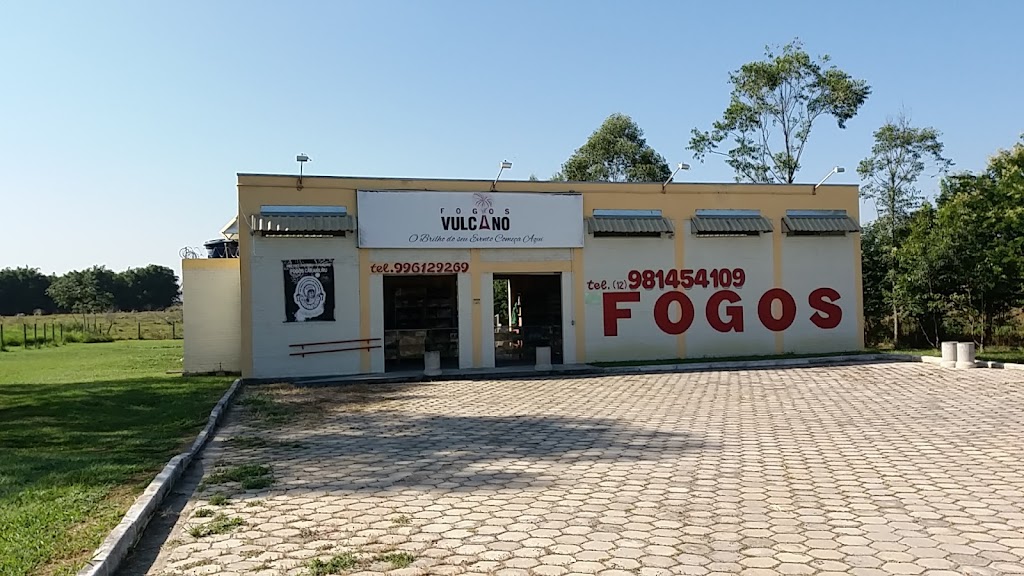 FOGOS
VULCANO
O Brilho do seu Evento Começa Aqui
tel. 996129269
tel. (12) 981454109
FOGOS